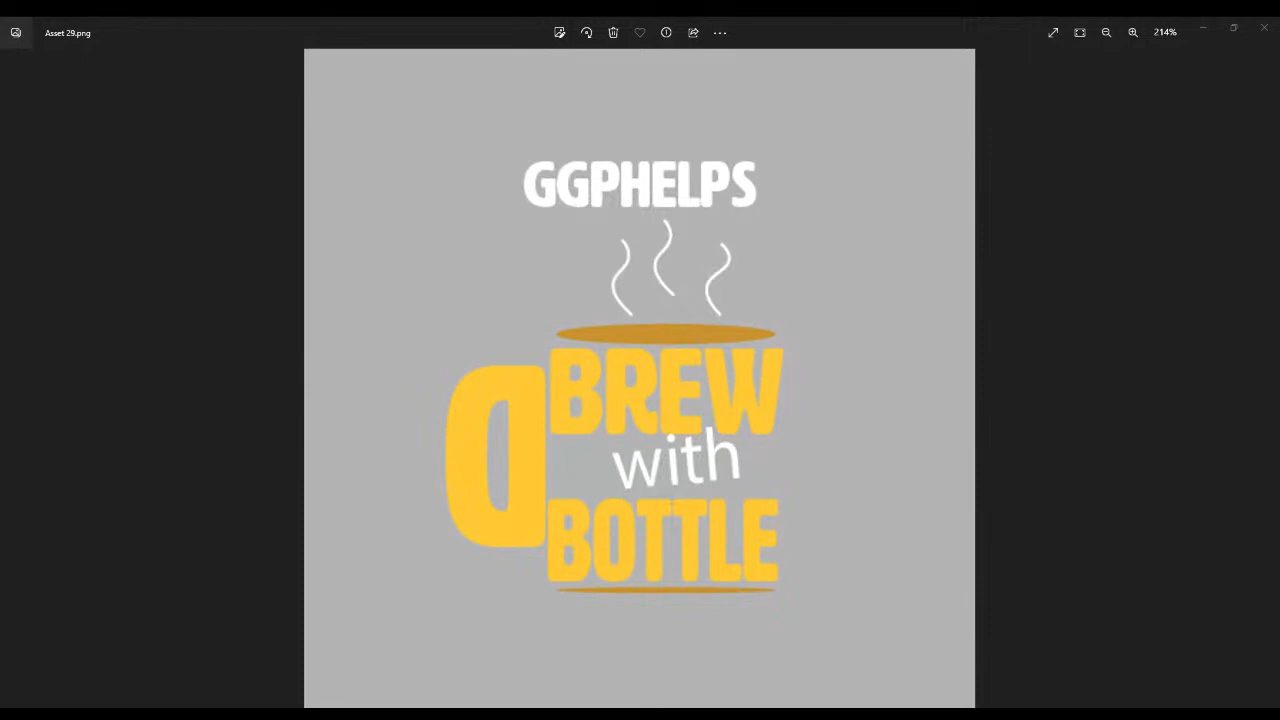 Asset 29.png
214%
GGPHELPS
BREW
with
BOTTLE